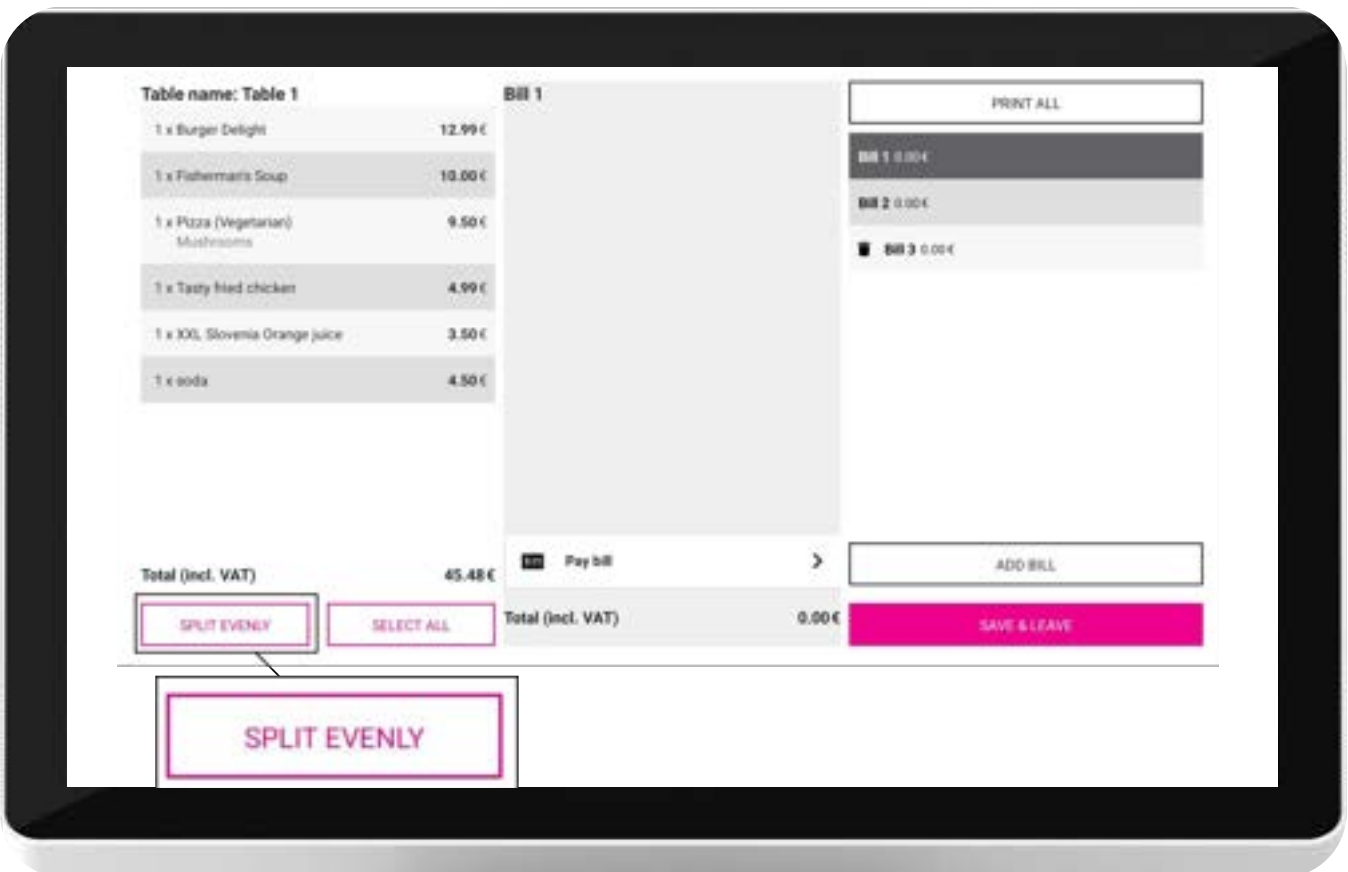 Table name: Table 1
1 x Burger Delight 12.99 €
1 x Fisherman's Soup 10.00 €
1 x Pizza (Vegetarian) 9.50 €
Mushrooms
1 x Tasty fried chicken 4.99 €
1 x XXL Slovenia Orange juice 3.50 €
1 x soda 4.50 €
Total (incl. VAT) 45.48 €
SPLIT EVENLY
SELECT ALL
Bill 1
Pay bill
Total (incl. VAT) 0.00 €
PRINT ALL
Bill 1 0.00 €
Bill 2 0.00 €
Bill 3 0.00 €
ADD BILL
SAVE & LEAVE
SPLIT EVENLY